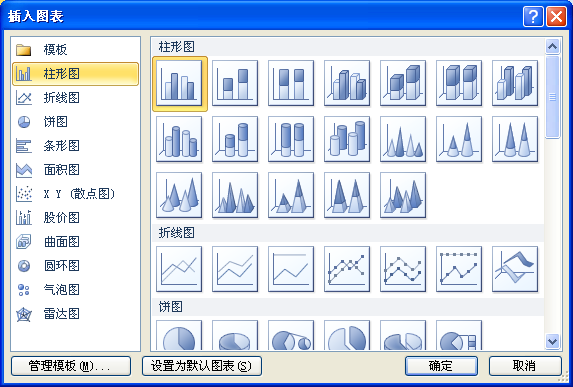 插入图表
模板
柱形图
折线图
饼图
条形图
面积图
X Y (散点图)
股价图
曲面图
圆环图
气泡图
雷达图
柱形图
折线图
饼图
管理模板(M)...
设置为默认图表(S)
确定
取消